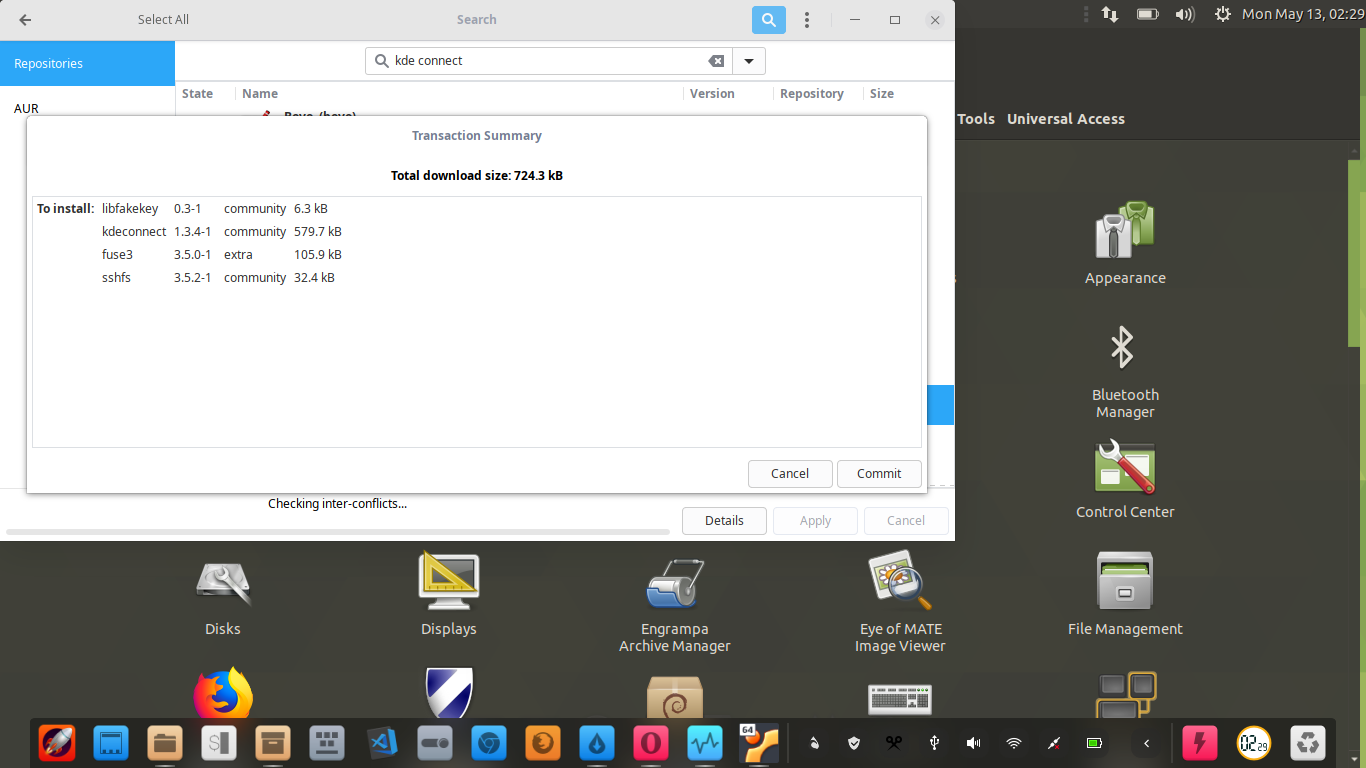 Select All
Search
Mon May 13, 02:29
Repositories
kde connect
State Name Version Repository Size
AUR
Tools Universal Access
Transaction Summary
Total download size: 724.3 kB
To install: libfakekey 0.3-1 community 6.3 kB
kdeconnect 1.3.4-1 community 579.7 kB
fuse3 3.5.0-1 extra 105.9 kB
sshfs 3.5.2-1 community 32.4 kB
Cancel Commit
Checking inter-conflicts...
Details Apply Cancel
Appearance
Bluetooth
Manager
Control Center
Disks
Displays
Engrampa
Archive Manager
Eye of MATE
Image Viewer
File Management
64
02 29